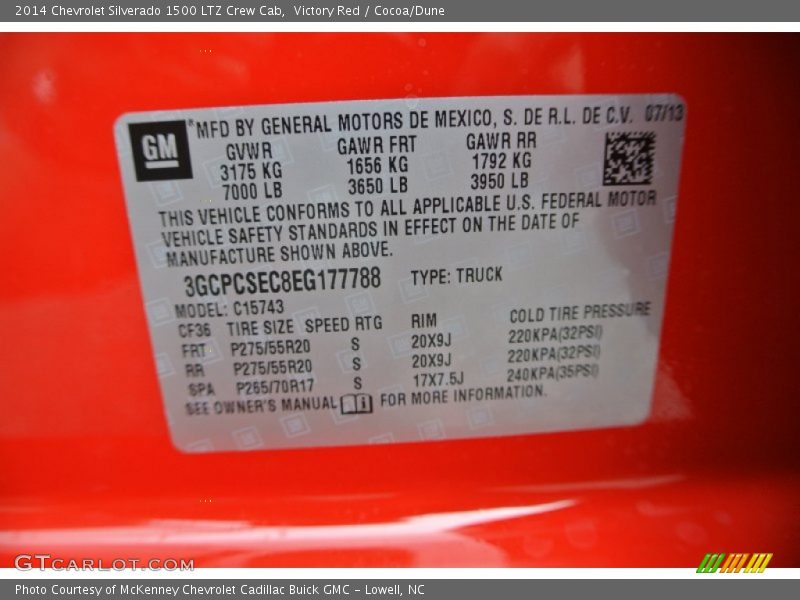 2014 Chevrolet Silverado 1500 LTZ Crew Cab, Victory Red / Cocoa/Dune
GM
® MFD BY GENERAL MOTORS DE MEXICO, S. DE R.L. DE C.V. 07/13
GVWR GAWR FRT GAWR RR
3175 KG 1656 KG 1792 KG
7000 LB 3650 LB 3950 LB
THIS VEHICLE CONFORMS TO ALL APPLICABLE U.S. FEDERAL MOTOR
VEHICLE SAFETY STANDARDS IN EFFECT ON THE DATE OF
MANUFACTURE SHOWN ABOVE.
3GCPCSEC8EG177788 TYPE: TRUCK
MODEL: C15743
CF36 TIRE SIZE SPEED RTG RIM COLD TIRE PRESSURE
FRT P275/55R20 S 20X9J 220KPA(32PSI)
RR P275/55R20 S 20X9J 220KPA(32PSI)
SPA P265/70R17 S 17X7.5J 240KPA(35PSI)
SEE OWNER'S MANUAL FOR MORE INFORMATION.
GTCARLOT.COM
Photo Courtesy of McKenney Chevrolet Cadillac Buick GMC - Lowell, NC